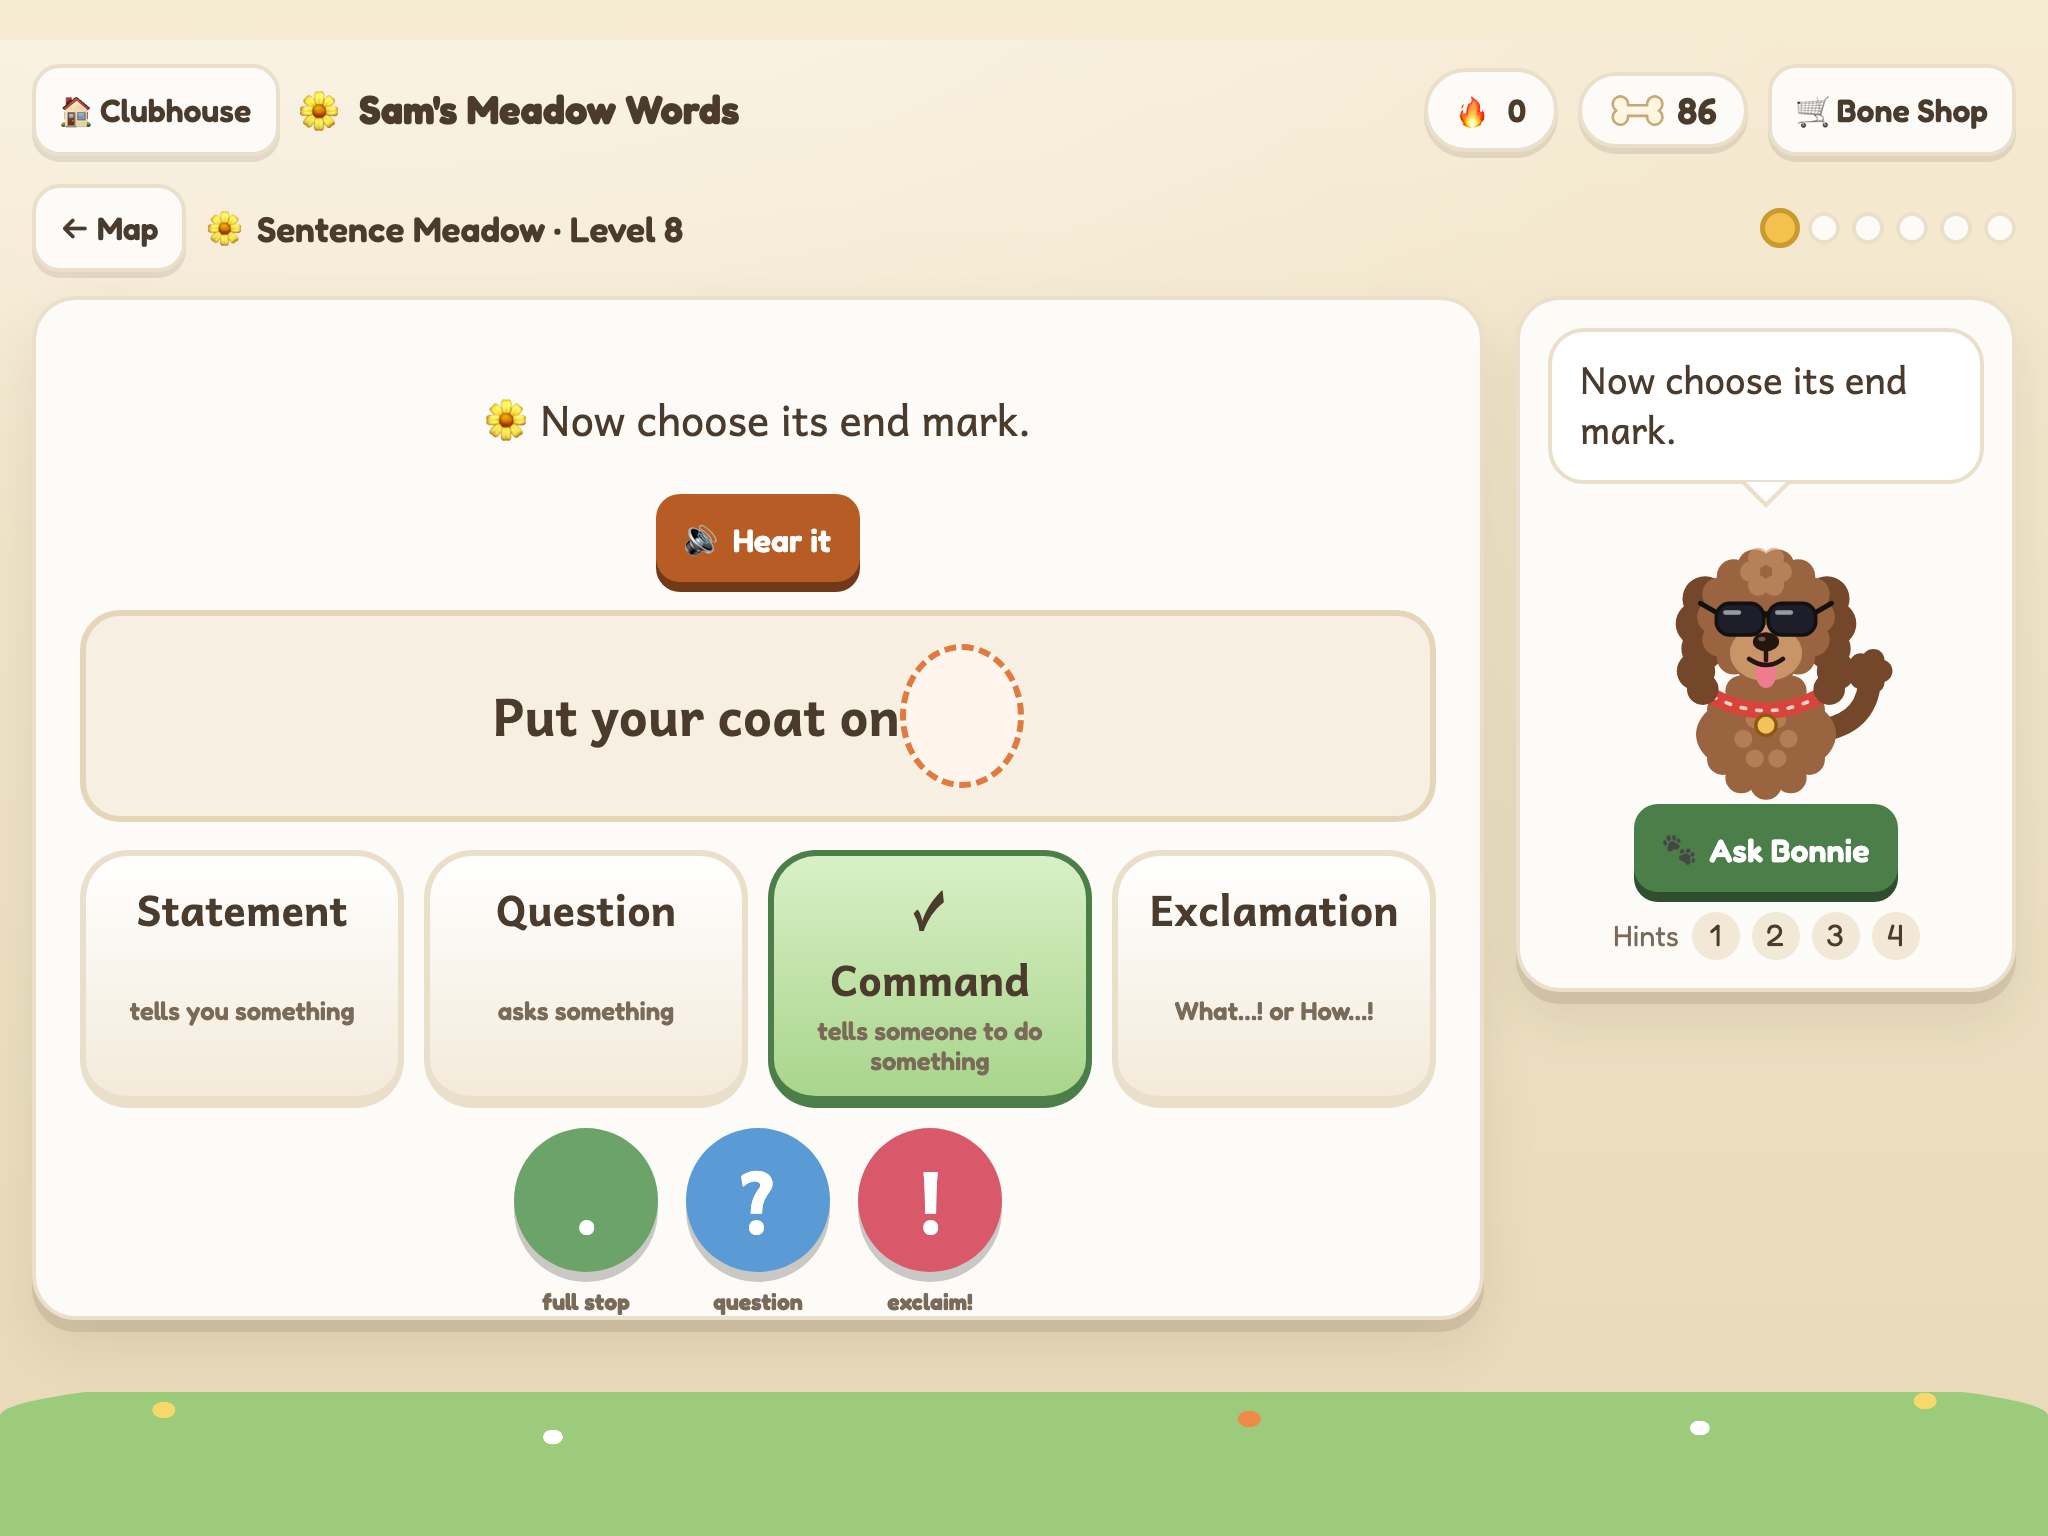 Clubhouse
Sam's Meadow Words
0
86
Bone Shop
← Map
Sentence Meadow · Level 8
Now choose its end mark.
Hear it
Put your coat on
Statement
tells you something
Question
asks something
✓
Command
tells someone to do
something
Exclamation
What...! or How...!
.
?
!
full stop
question
exclaim!
Now choose its end
mark.
Ask Bonnie
Hints 1 2 3 4